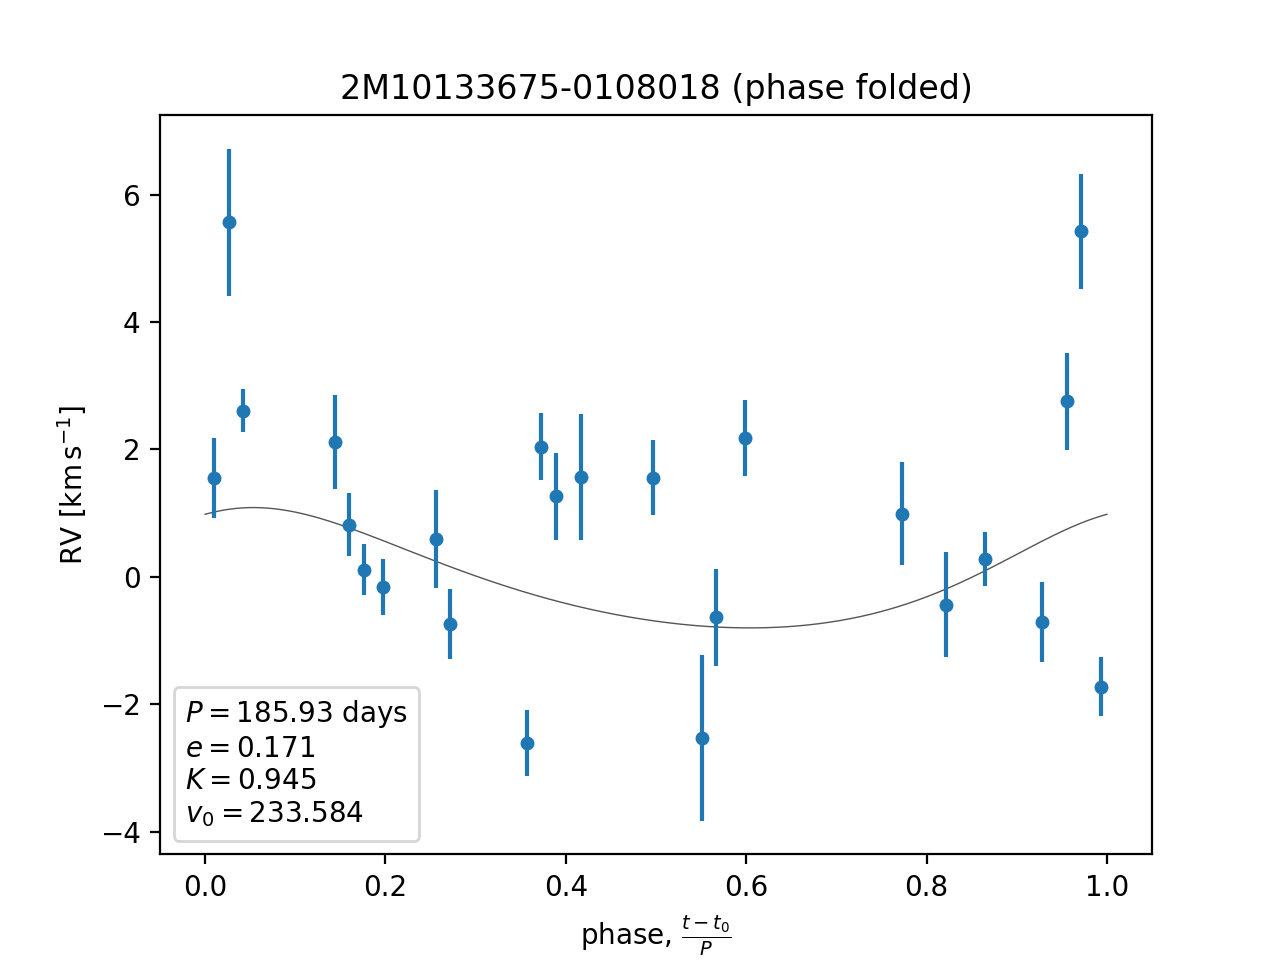 2M10133675-0108018 (phase folded)
RV [km s⁻¹]
6
4
2
0
−2
−4
P = 185.93 days
e = 0.171
K = 0.945
v₀ = 233.584
0.0 0.2 0.4 0.6 0.8 1.0
phase, (t − t₀)/P